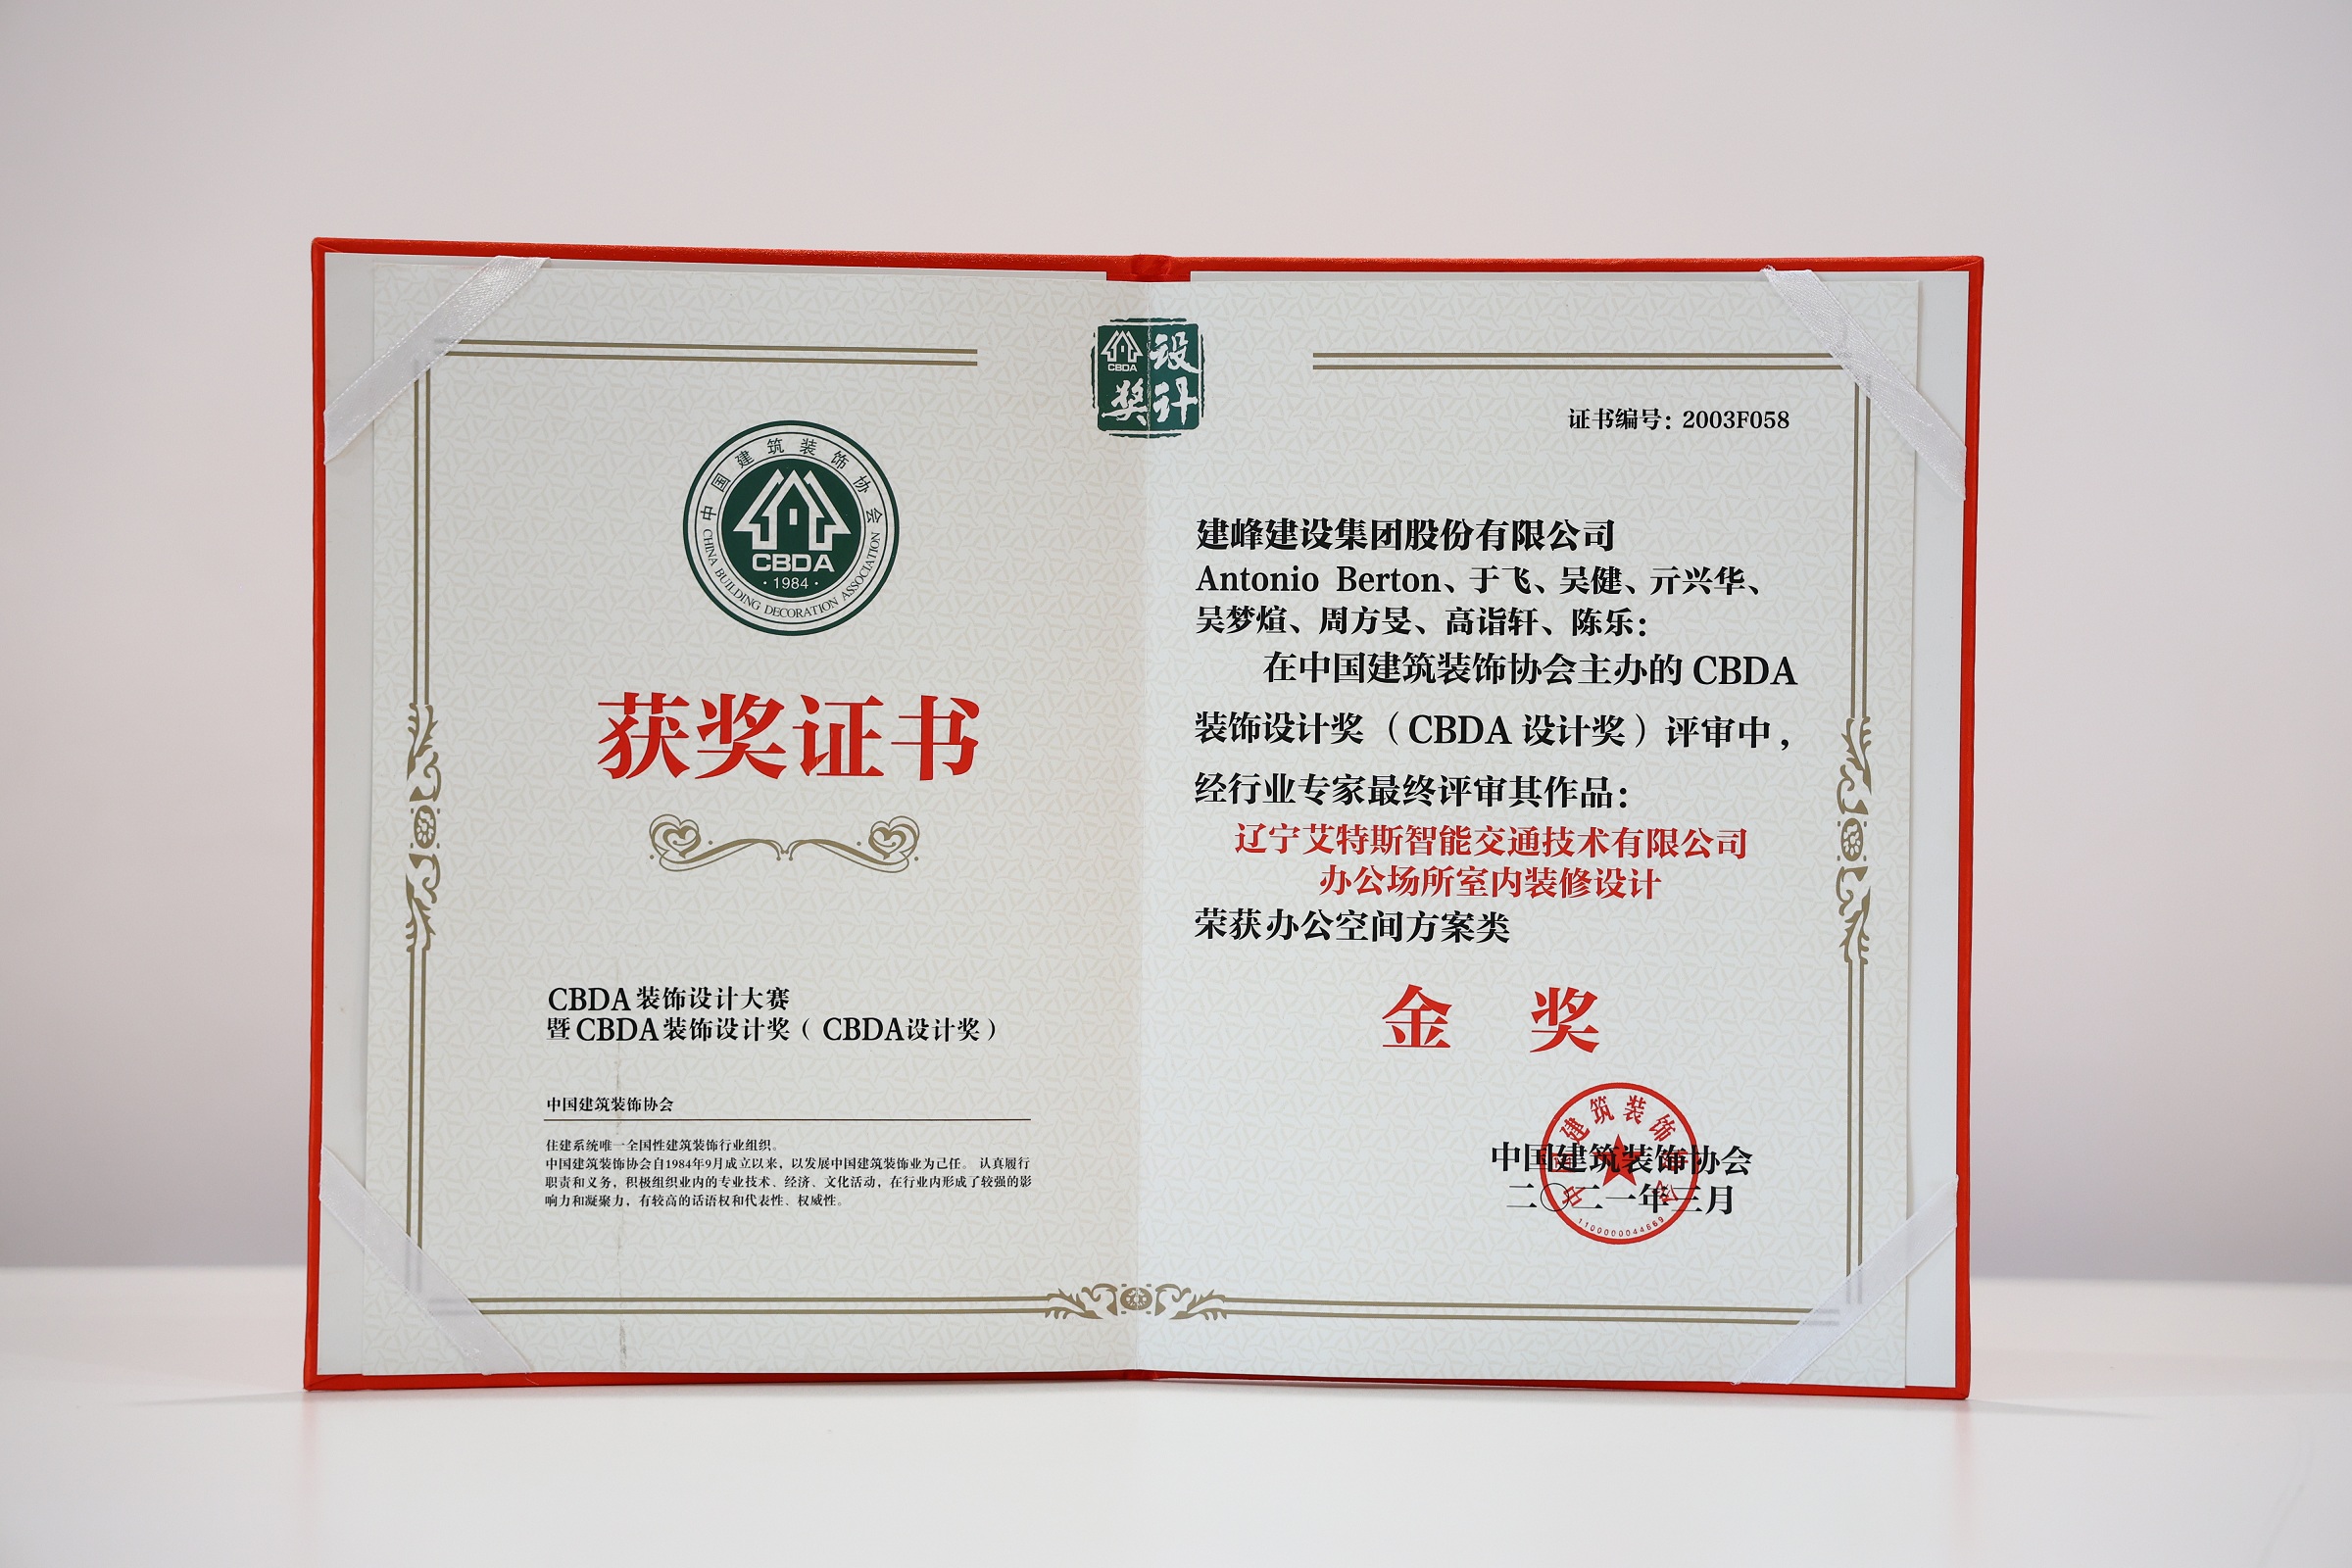 中国建筑装饰协会
CBDA
·1984·
CHINA BUILDING DECORATION ASSOCIATION
获奖证书
CBDA装饰设计大赛
暨CBDA装饰设计奖（CBDA设计奖）
中国建筑装饰协会
住建系统唯一全国性建筑装饰行业组织。
中国建筑装饰协会自1984年9月成立以来，以发展中国建筑装饰业为己任。认真履行
职责和义务，积极组织业内的专业技术、经济、文化活动，在行业内形成了较强的影
响力和凝聚力，有较高的话语权和代表性、权威性。
CBDA
设计
奖
证书编号：2003F058
建峰建设集团股份有限公司
Antonio Berton、于飞、吴健、亓兴华、
吴梦煊、周方旻、高诣轩、陈乐：
在中国建筑装饰协会主办的 CBDA
装饰设计奖（CBDA 设计奖）评审中，
经行业专家最终评审其作品：
辽宁艾特斯智能交通技术有限公司
办公场所室内装修设计
荣获办公空间方案类
金 奖
中国建筑装饰协会
二〇二一年三月
中国建筑装饰协会